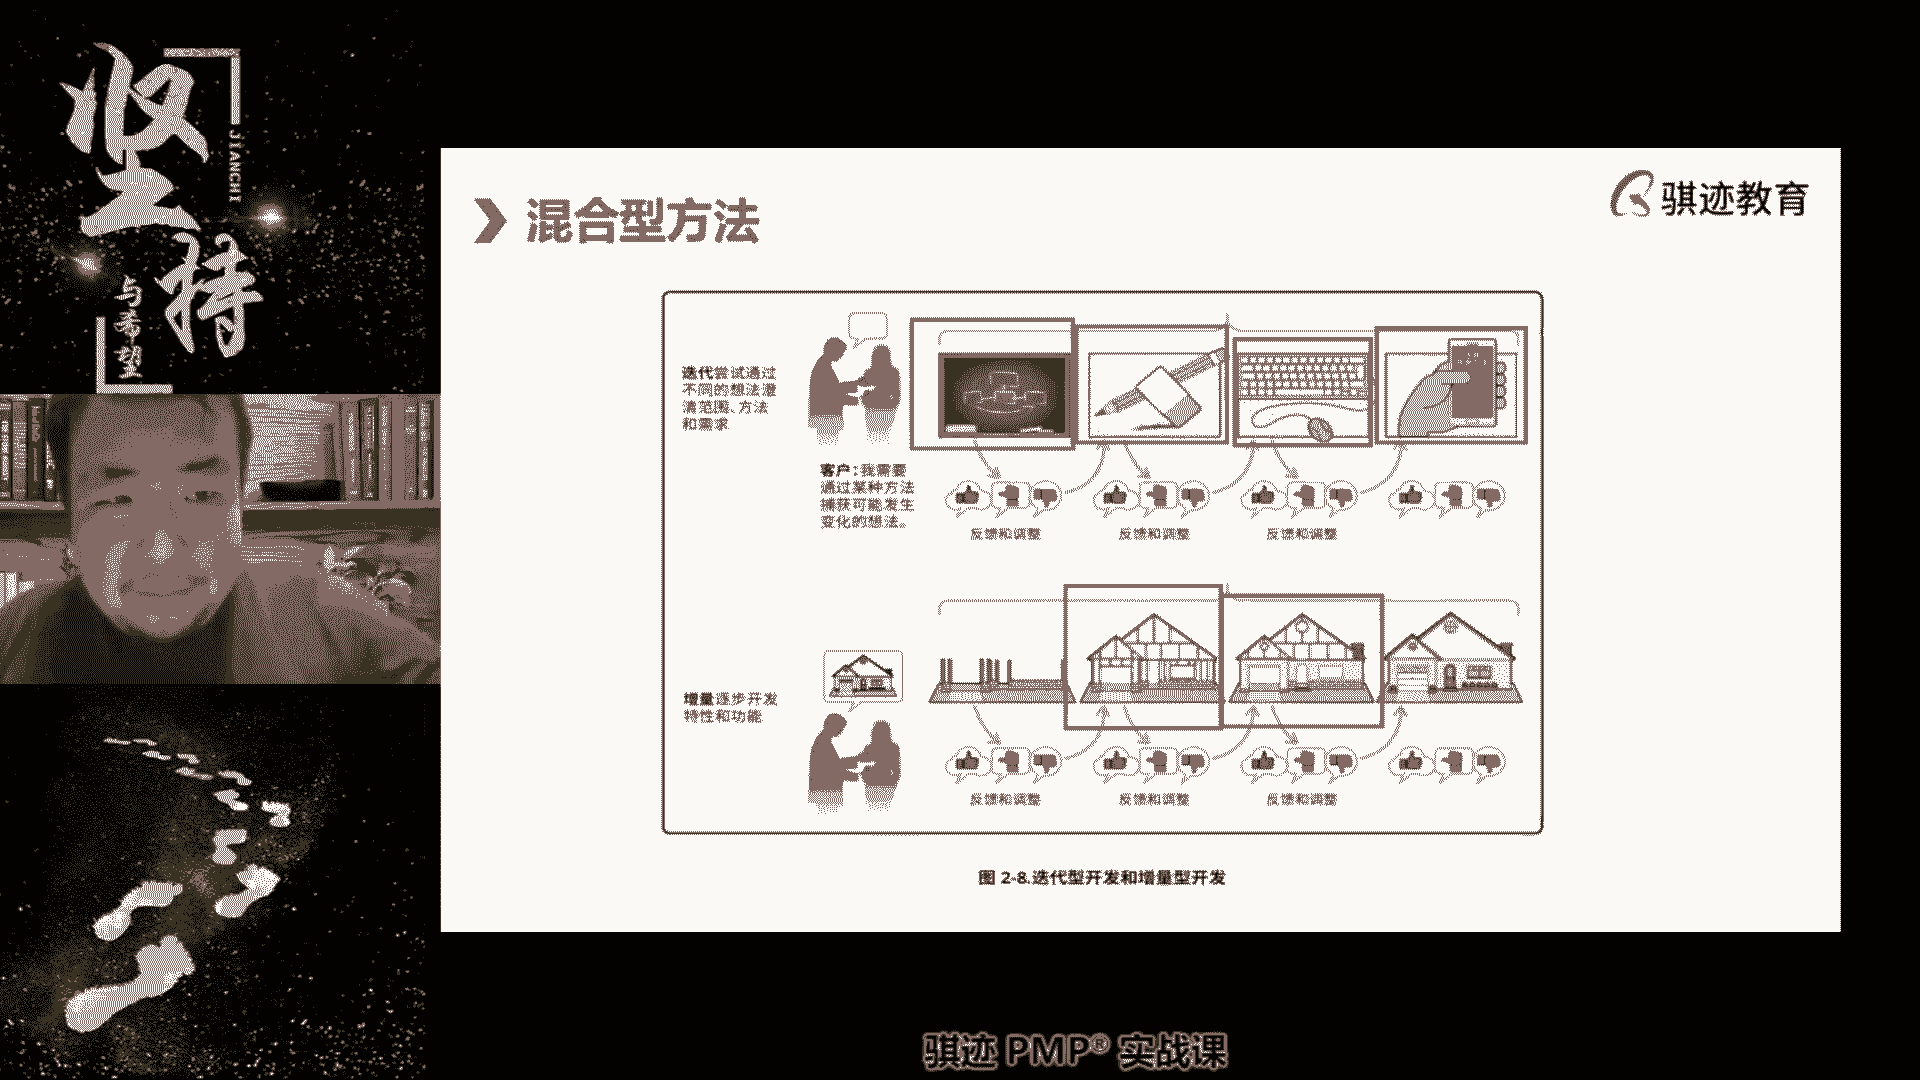 坚持
JIANCHI
与希望
混合型方法
骐迹教育
迭代尝试通过
不同的想法澄
清范围、方法
和需求
客户：我需要
通过某种方法
捕获可能发生
变化的想法。
反馈和调整
反馈和调整
反馈和调整
增量逐步开发
特性和功能
反馈和调整
反馈和调整
反馈和调整
图 2-8.迭代型开发和增量型开发
骐迹 PMP® 实战课